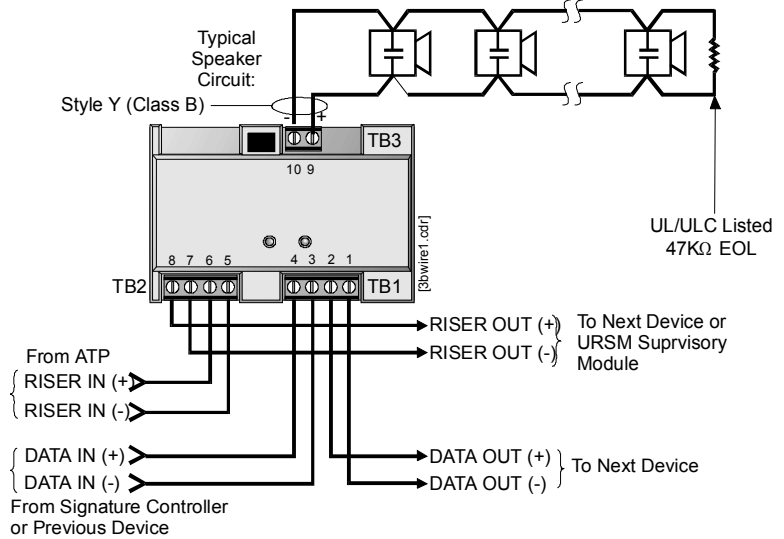 Typical
Speaker
Circuit:
Style Y (Class B)
- +
TB3
10 9
UL/ULC Listed
47KΩ EOL
[3bwire1.cdr]
8 7 6 5 4 3 2 1
TB2
TB1
RISER OUT (+)
RISER OUT (-)
To Next Device or
URSM Suprvisory
Module
From ATP
RISER IN (+)
RISER IN (-)
DATA IN (+)
DATA IN (-)
From Signature Controller
or Previous Device
DATA OUT (+)
DATA OUT (-)
To Next Device